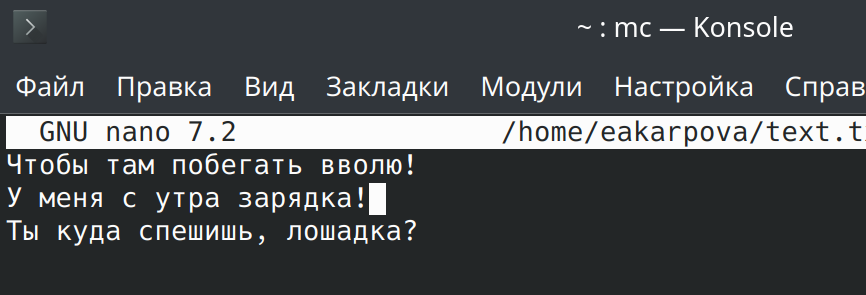 ~ : mc — Konsole
Файл Правка Вид Закладки Модули Настройка Справ
GNU nano 7.2 /home/eakarpova/text.t
Чтобы там побегать вволю!
У меня с утра зарядка!
Ты куда спешишь, лошадка?